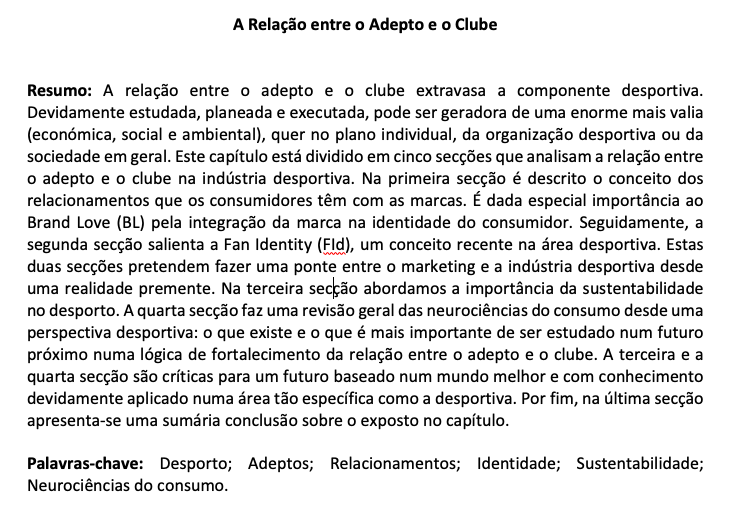 A Relação entre o Adepto e o Clube
Resumo: A relação entre o adepto e o clube extravasa a componente desportiva.
Devidamente estudada, planeada e executada, pode ser geradora de uma enorme mais valia
(económica, social e ambiental), quer no plano individual, da organização desportiva ou da
sociedade em geral. Este capítulo está dividido em cinco secções que analisam a relação entre
o adepto e o clube na indústria desportiva. Na primeira secção é descrito o conceito dos
relacionamentos que os consumidores têm com as marcas. É dada especial importância ao
Brand Love (BL) pela integração da marca na identidade do consumidor. Seguidamente, a
segunda secção salienta a Fan Identity (FId), um conceito recente na área desportiva. Estas
duas secções pretendem fazer uma ponte entre o marketing e a indústria desportiva desde
uma realidade premente. Na terceira secção abordamos a importância da sustentabilidade
no desporto. A quarta secção faz uma revisão geral das neurociências do consumo desde uma
perspectiva desportiva: o que existe e o que é mais importante de ser estudado num futuro
próximo numa lógica de fortalecimento da relação entre o adepto e o clube. A terceira e a
quarta secção são críticas para um futuro baseado num mundo melhor e com conhecimento
devidamente aplicado numa área tão específica como a desportiva. Por fim, na última secção
apresenta-se uma sumária conclusão sobre o exposto no capítulo.
Palavras-chave: Desporto; Adeptos; Relacionamentos; Identidade; Sustentabilidade;
Neurociências do consumo.